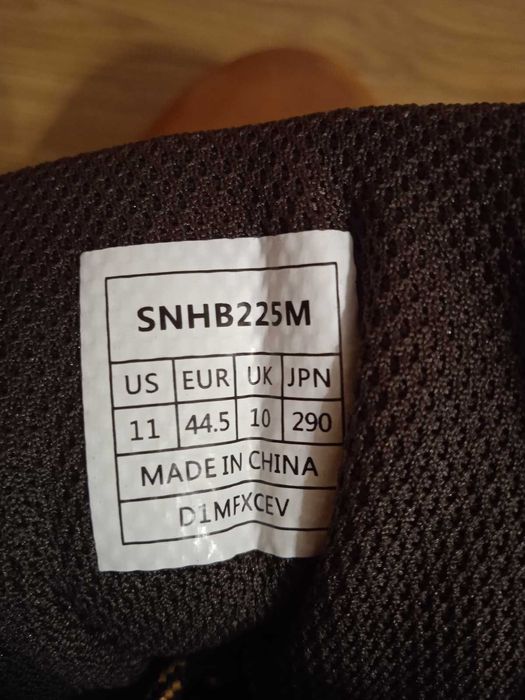 SNHB225M
US EUR UK JPN
11 44.5 10 290
MADE IN CHINA
D1MFXCEV